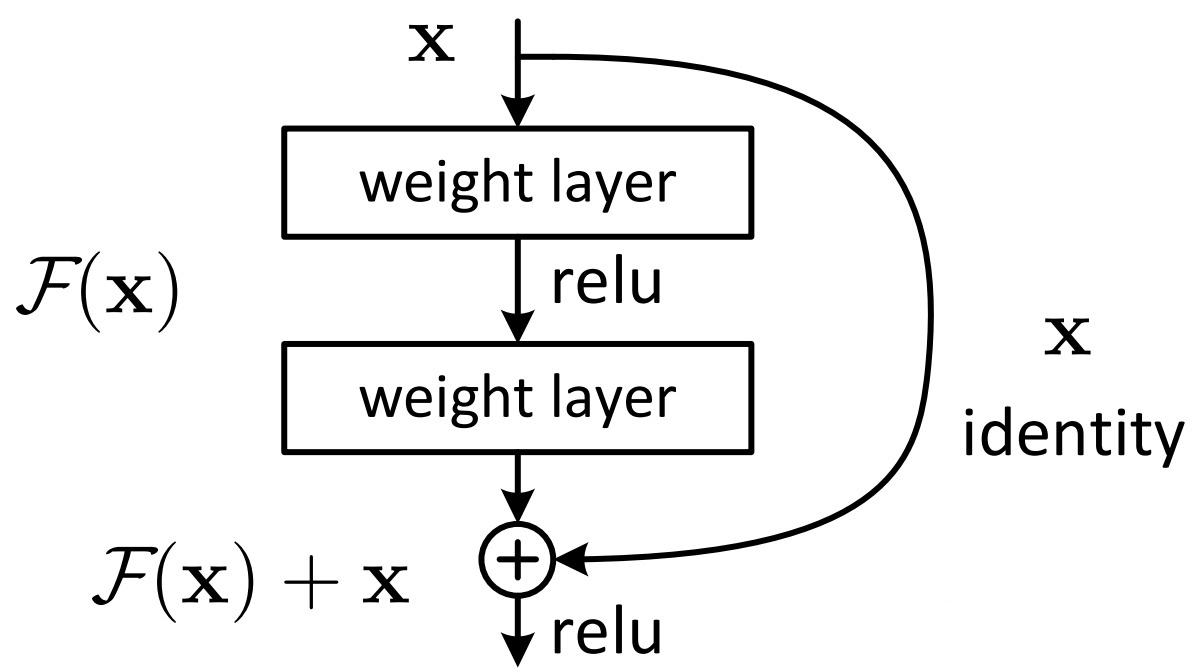 x
weight layer
relu
F(x)
weight layer
x
identity
F(x) + x
relu